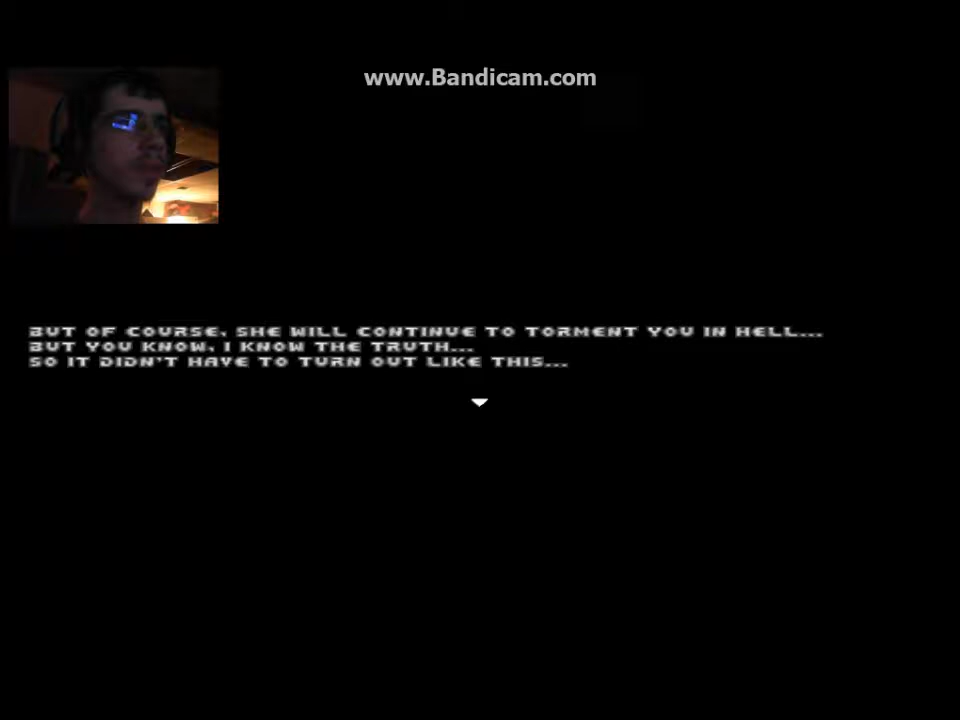 www.Bandicam.com
BUT OF COURSE, SHE WILL CONTINUE TO TORMENT YOU IN HELL...
BUT YOU KNOW, I KNOW THE TRUTH...
SO IT DIDN'T HAVE TO TURN OUT LIKE THIS...